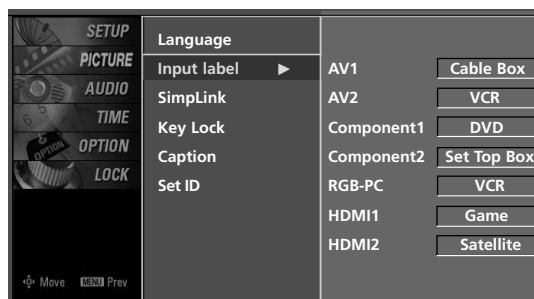 SETUP
PICTURE
AUDIO
TIME
OPTION
LOCK
Move MENU Prev
Language
Input label ►
SimpLink
Key Lock
Caption
Set ID
AV1 Cable Box
AV2 VCR
Component1 DVD
Component2 Set Top Box
RGB-PC VCR
HDMI1 Game
HDMI2 Satellite